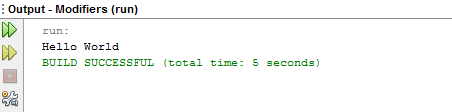 Output - Modifiers (run)
run:
Hello World
BUILD SUCCESSFUL (total time: 5 seconds)